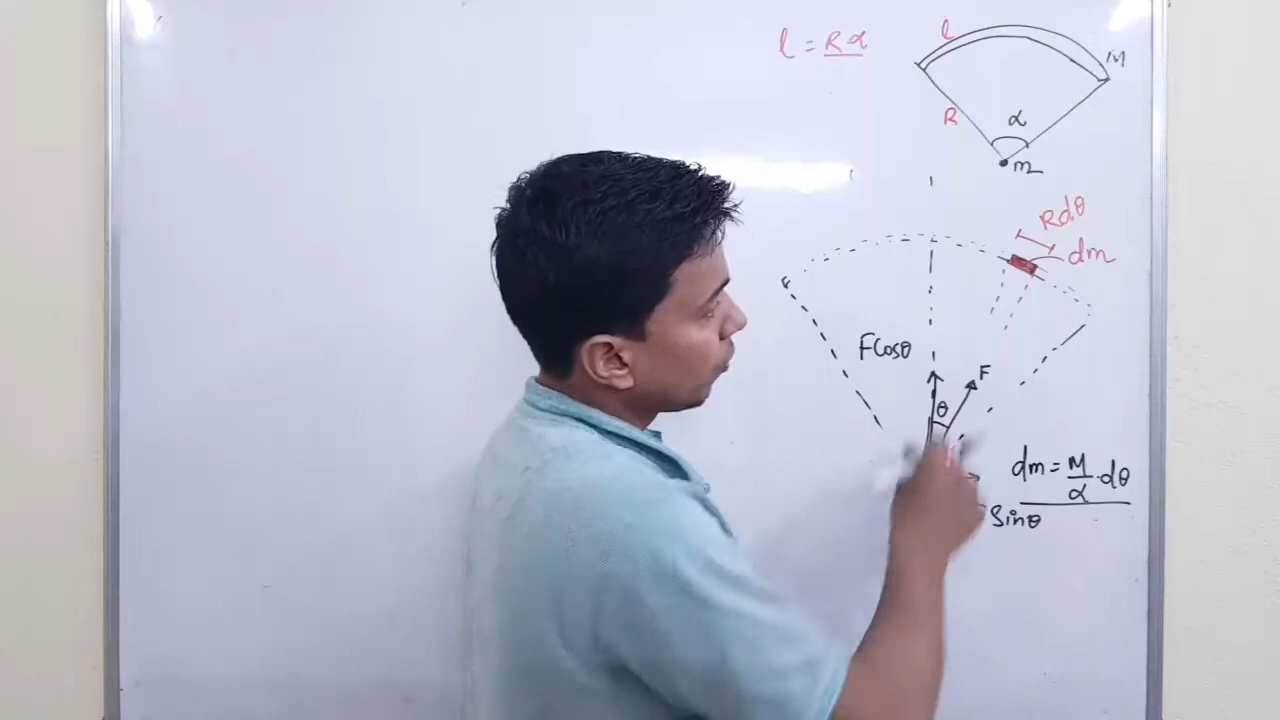 l = Rα
l
M
R
α
m
Rdθ
dm
Fcosθ
F
θ
dm = M/α · dθ
Sinθ